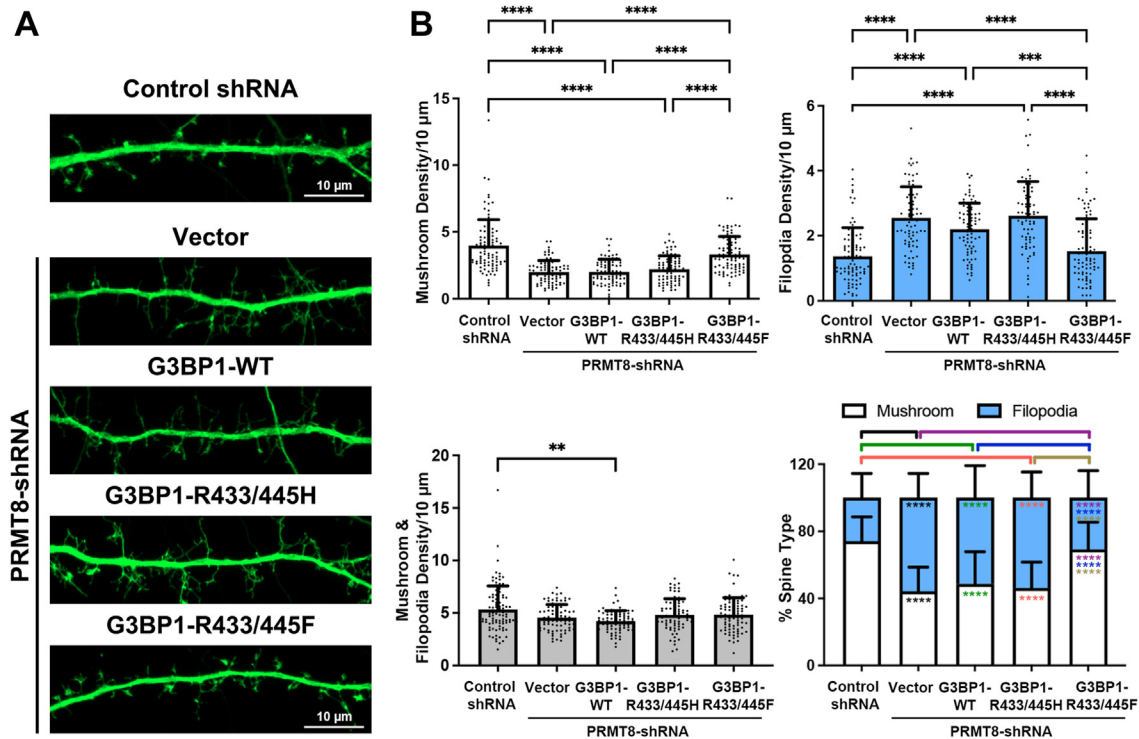 A
Control shRNA
10 µm
Vector
G3BP1-WT
G3BP1-R433/445H
G3BP1-R433/445F
10 µm
PRMT8-shRNA
B
**** ****
**** ****
**** ****
Mushroom Density/10 µm
15
10
5
0
Control shRNA
Vector
G3BP1-WT
G3BP1-R433/445H
G3BP1-R433/445F
PRMT8-shRNA
**** ****
**** ***
**** ****
Filopdia Density/10 µm
6
4
2
0
Control shRNA
Vector
G3BP1-WT
G3BP1-R433/445H
G3BP1-R433/445F
PRMT8-shRNA
**
Mushroom &
Filopodia Density/10 µm
20
15
10
5
0
Control shRNA
Vector
G3BP1-WT
G3BP1-R433/445H
G3BP1-R433/445F
PRMT8-shRNA
Mushroom Filopodia
% Spine Type
120
80
40
0
**** **** **** ****
****
****
****
****
****
**** **** ****
Control shRNA
Vector
G3BP1-WT
G3BP1-R433/445H
G3BP1-R433/445F
PRMT8-shRNA